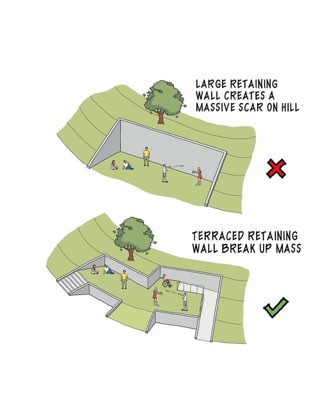 LARGE RETAINING
WALL CREATES A
MASSIVE SCAR ON HILL
TERRACED RETAINING
WALL BREAK UP MASS